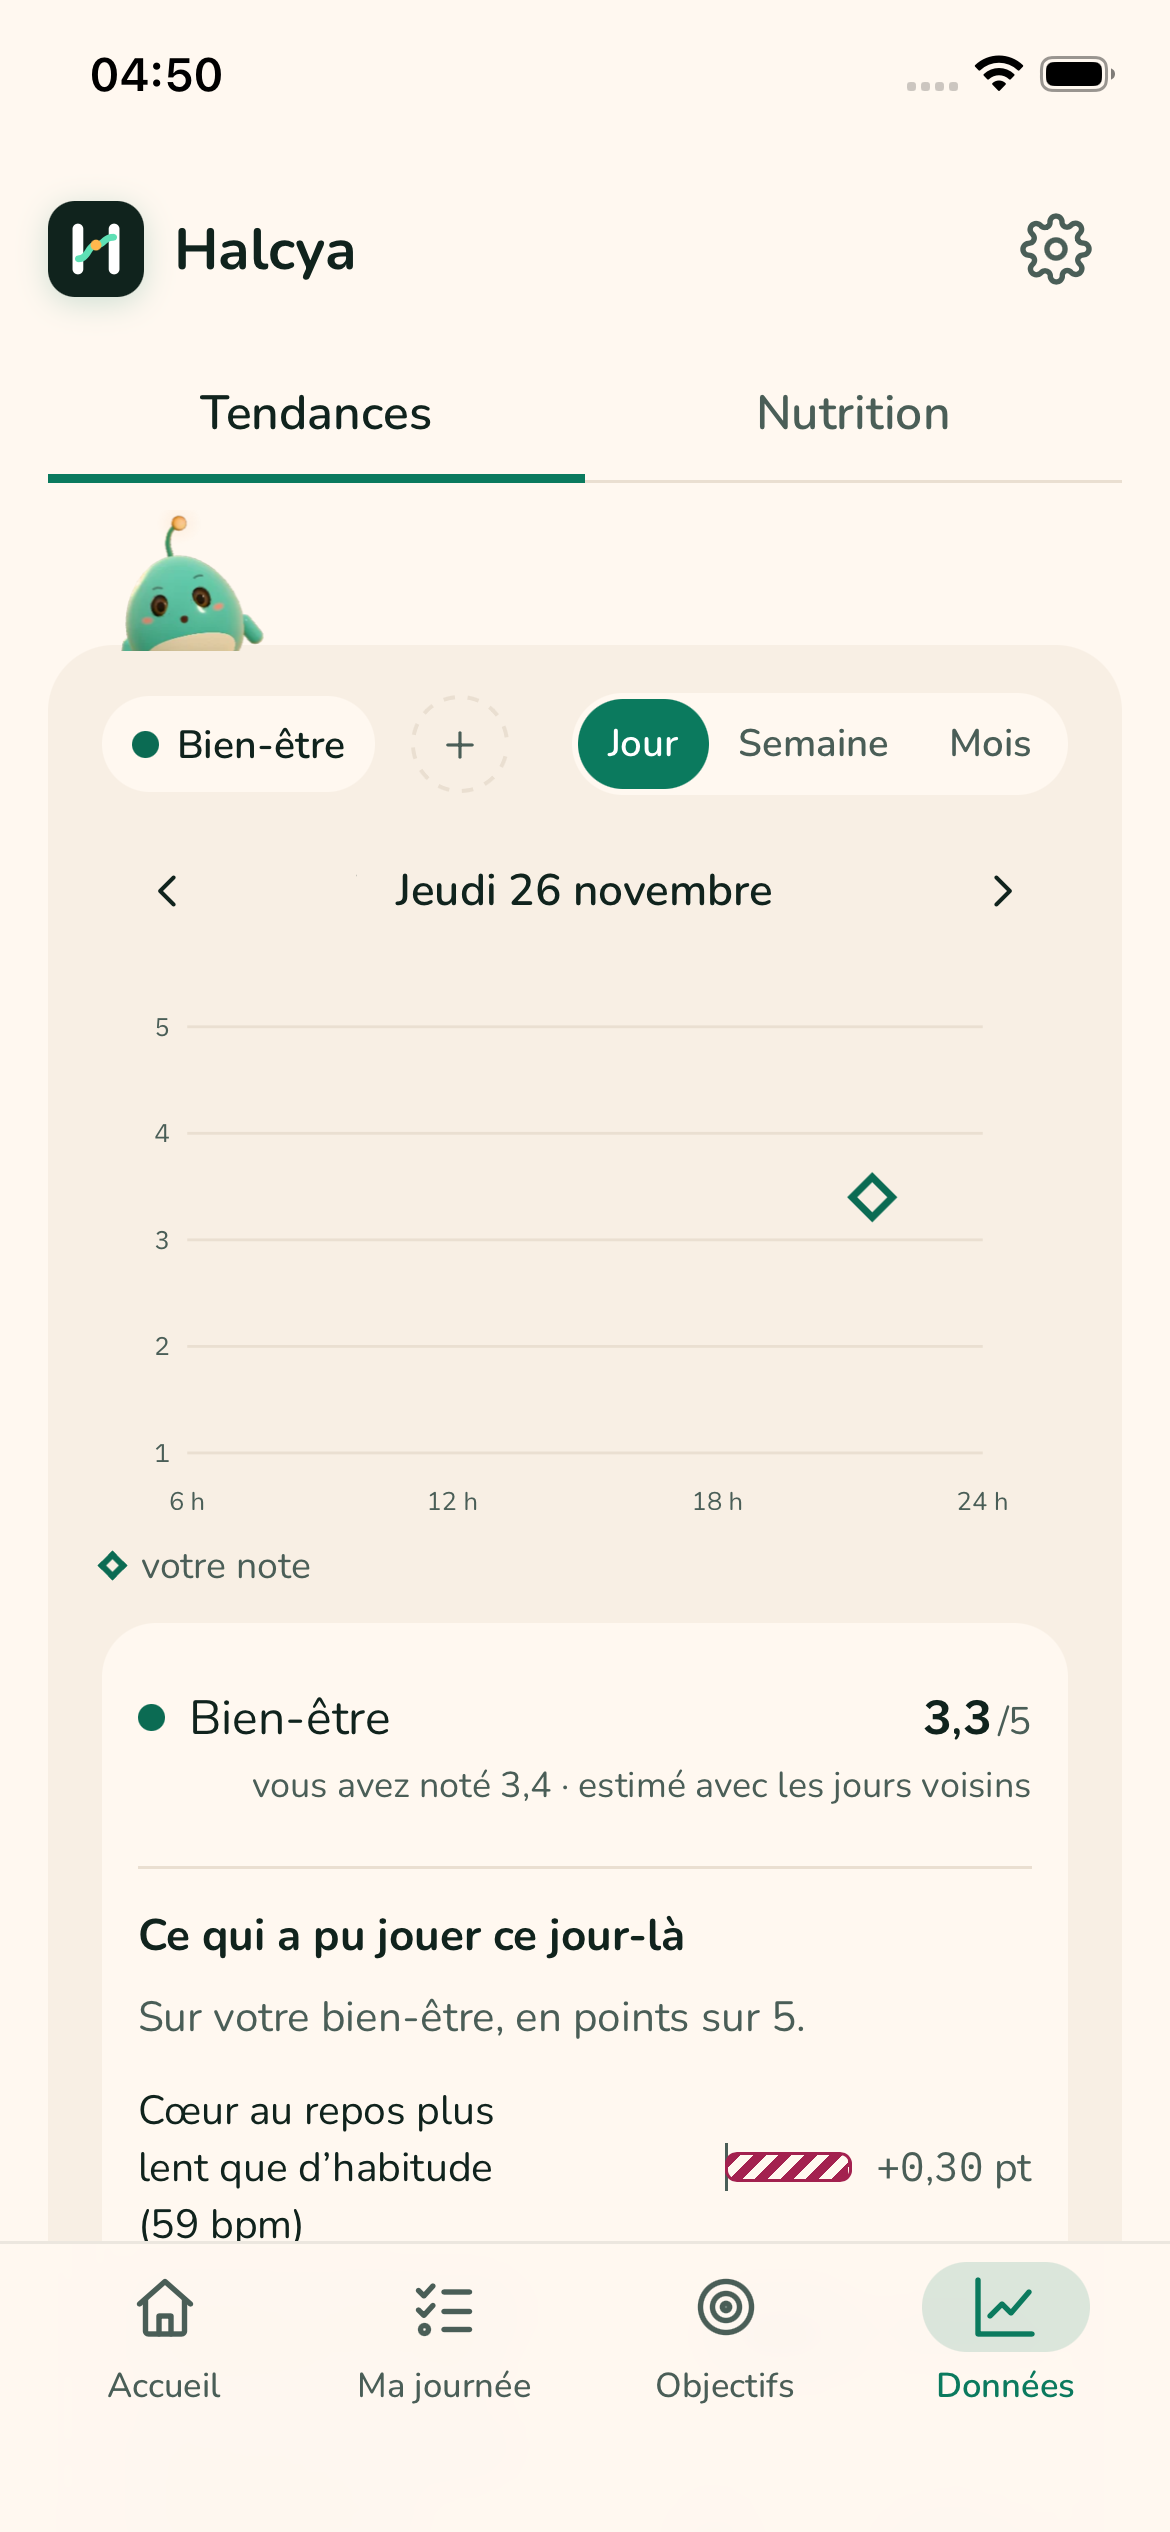 04:50
Halcya
Tendances
Nutrition
Bien-être
+
Jour
Semaine
Mois
Jeudi 26 novembre
5
4
3
2
1
6 h
12 h
18 h
24 h
votre note
Bien-être
3,3 /5
vous avez noté 3,4 · estimé avec les jours voisins
Ce qui a pu jouer ce jour-là
Sur votre bien-être, en points sur 5.
Cœur au repos plus
lent que d’habitude
(59 bpm)
+0,30 pt
Accueil
Ma journée
Objectifs
Données